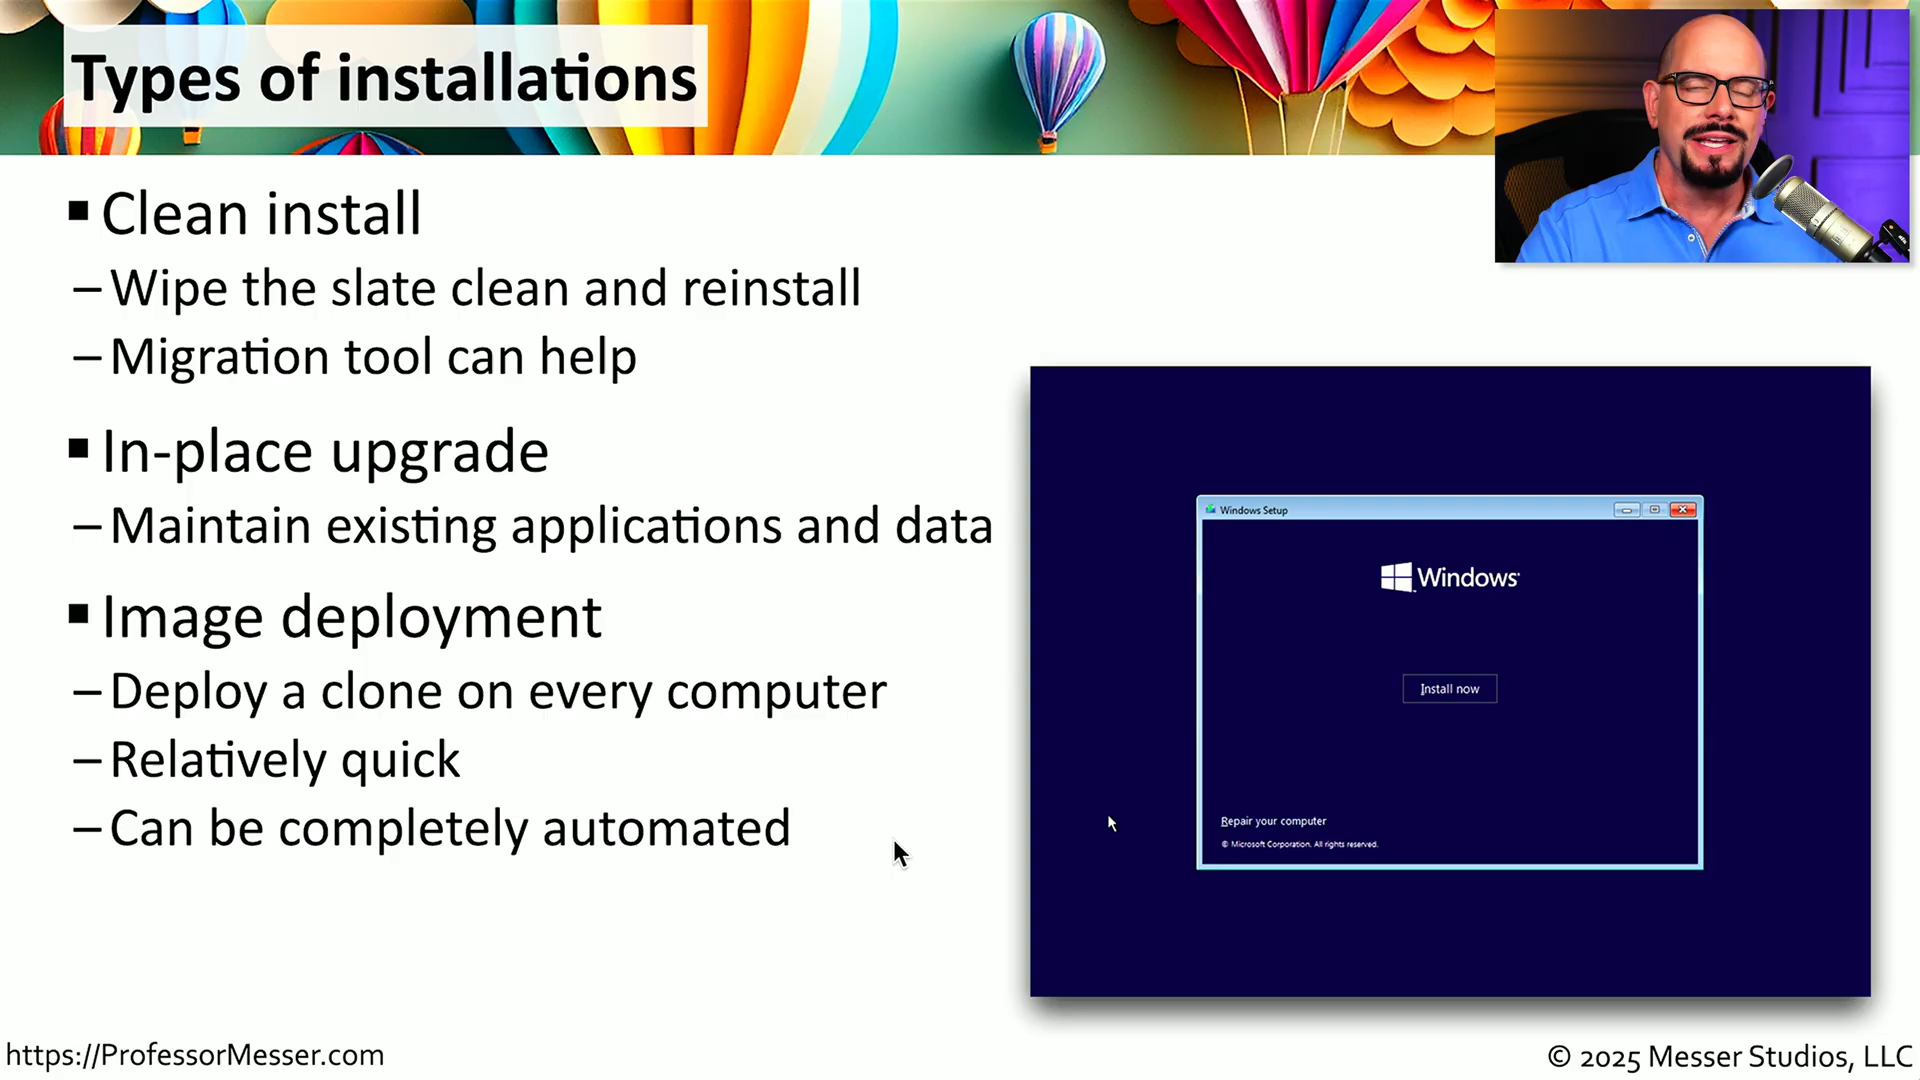 Types of installations
▪ Clean install
– Wipe the slate clean and reinstall
– Migration tool can help
▪ In-place upgrade
– Maintain existing applications and data
▪ Image deployment
– Deploy a clone on every computer
– Relatively quick
– Can be completely automated
Windows Setup
Windows
Install now
Repair your computer
© Microsoft Corporation. All rights reserved.
https://ProfessorMesser.com
© 2025 Messer Studios, LLC